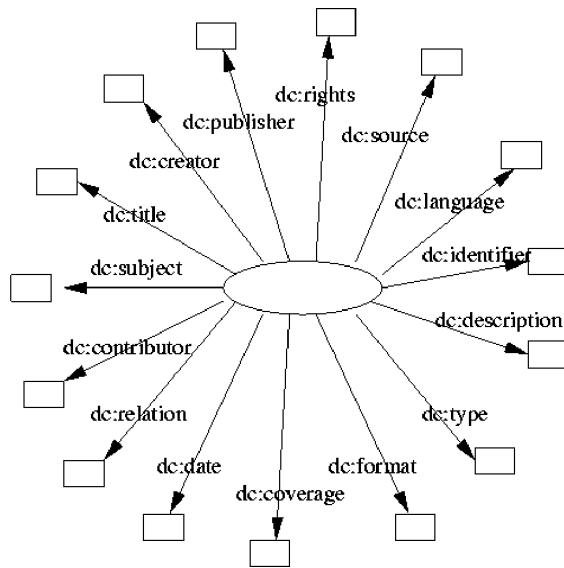 dc:rights
dc:publisher
dc:source
dc:creator
dc:language
dc:title
dc:identifier
dc:subject
dc:description
dc:contributor
dc:relation
dc:type
dc:date
dc:format
dc:coverage